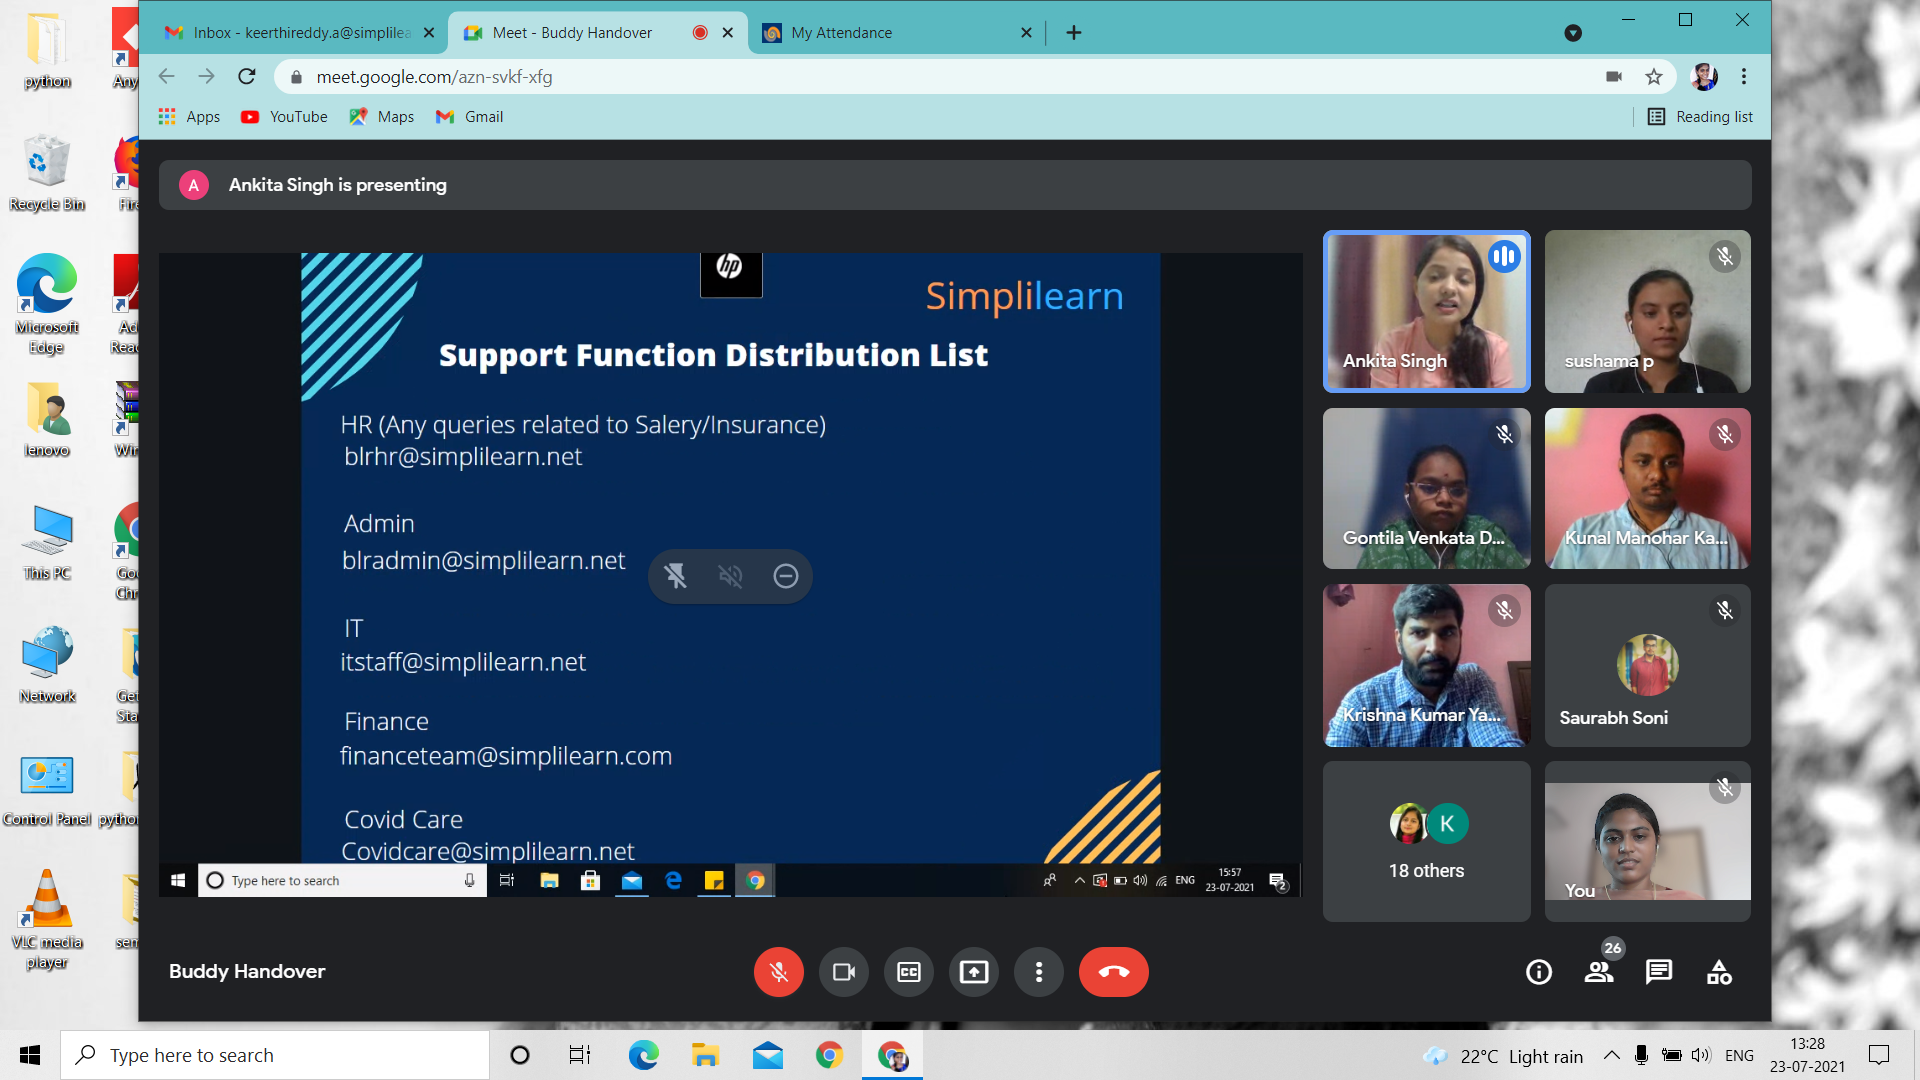 Inbox - keerthireddy.a@simplilea
Meet - Buddy Handover
My Attendance
meet.google.com/azn-svkf-xfg
Apps
YouTube
Maps
Gmail
Reading list
A
Ankita Singh is presenting
hp
Simplilearn
Support Function Distribution List
HR (Any queries related to Salery/Insurance)
blrhr@simplilearn.net
Admin
blradmin@simplilearn.net
IT
itstaff@simplilearn.net
Finance
financeteam@simplilearn.com
Covid Care
Covidcare@simplilearn.net
Type here to search
ENG
15:57
23-07-2021
2
Ankita Singh
sushama p
Gontila Venkata D...
Kunal Manohar Ka...
Krishna Kumar Ya...
Saurabh Soni
K
18 others
You
Buddy Handover
CC
26
python
Any
Recycle Bin
Fire
Microsoft
Edge
Ad
Rea
lenovo
Win
This PC
Go
Chr
Network
Get
Sta
Control Panel
pytho
VLC media
player
sem
Type here to search
22°C Light rain
ENG
13:28
23-07-2021